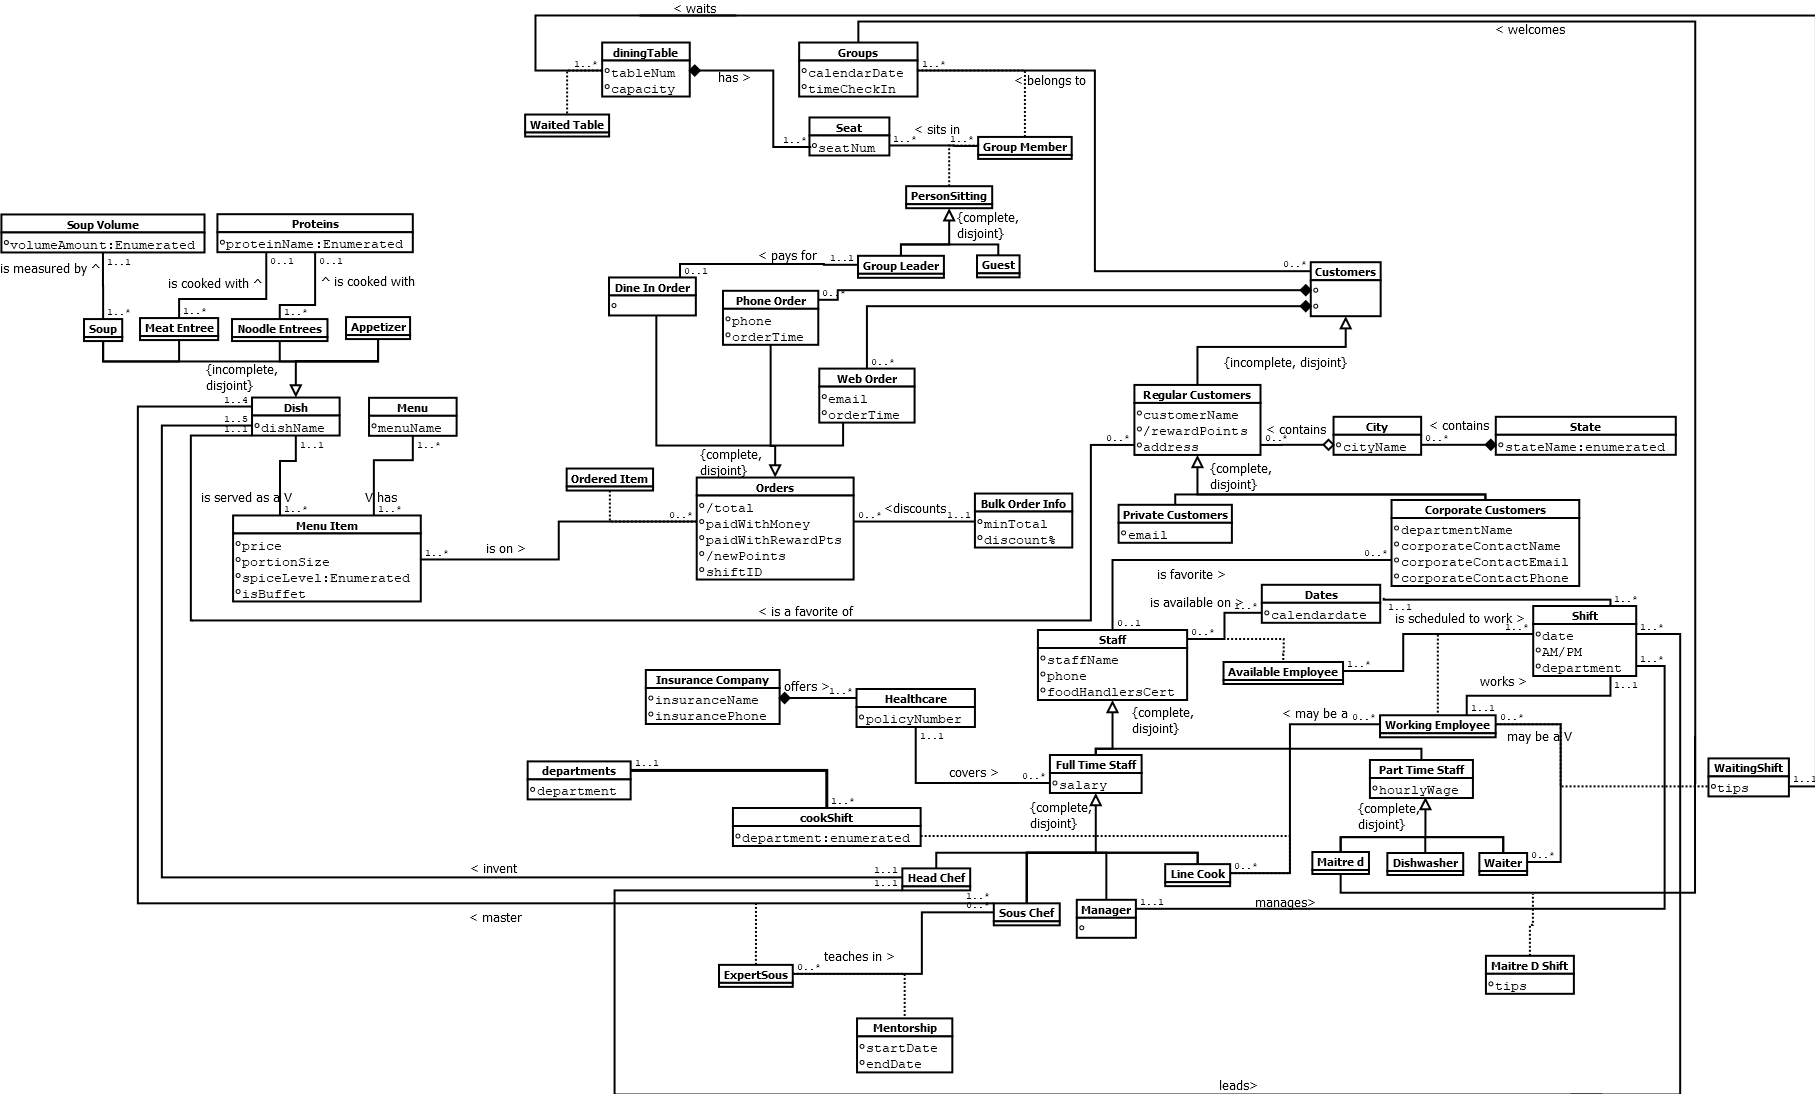 < waits
< welcomes
diningTable
tableNum
capacity
1..*
has >
Waited Table
Groups
calendarDate
timeCheckIn
1..*
< belongs to
Seat
seatNum
1..*
1..*
< sits in
1..*
Group Member
PersonSitting
{complete,
disjoint}
Soup Volume
volumeAmount:Enumerated
Proteins
proteinName:Enumerated
is measured by ^
1..1
0..1
0..1
is cooked with ^
^ is cooked with
1..*
1..*
1..*
Soup
Meat Entree
Noodle Entrees
Appetizer
{incomplete,
disjoint}
< pays for
1..1
0..1
Group Leader
Guest
Dine In Order
Phone Order
phone
orderTime
0..*
0..*
Customers
0..*
Web Order
email
orderTime
{incomplete, disjoint}
1..4
1..5
1..1
Dish
dishName
1..1
Menu
menuName
1..*
Regular Customers
customerName
/rewardPoints
address
0..*
< contains
0..*
City
cityName
< contains
0..*
State
stateName:enumerated
{complete,
disjoint}
{complete,
disjoint}
is served as a V
V has
1..*
1..*
Menu Item
price
portionSize
spiceLevel:Enumerated
isBuffet
1..*
is on >
Ordered Item
0..*
Orders
/total
paidWithMoney
paidWithRewardPts
/newPoints
shiftID
0..*
<discounts
1..1
Bulk Order Info
minTotal
discount%
Private Customers
email
Corporate Customers
departmentName
corporateContactName
corporateContactEmail
corporateContactPhone
0..*
is favorite >
< is a favorite of
is available on >
1..*
Dates
calendardate
1..1
1..*
is scheduled to work >
1..*
Shift
date
AM/PM
department
1..*
1..*
1..1
0..1
Staff
staffName
phone
foodHandlersCert
0..*
Available Employee
1..*
works >
1..1
Insurance Company
insuranceName
insurancePhone
offers >
1..*
Healthcare
policyNumber
1..1
{complete,
disjoint}
< may be a
0..*
Working Employee
0..*
may be a V
covers >
0..*
Full Time Staff
salary
Part Time Staff
hourlyWage
WaitingShift
tips
1..1
departments
department
1..1
1..*
cookShift
department:enumerated
{complete,
disjoint}
{complete,
disjoint}
Maitre d
Dishwasher
Waiter
0..*
< invent
1..1
1..1
Head Chef
Line Cook
0..*
1..*
0..*
Sous Chef
Manager
1..1
manages>
< master
teaches in >
ExpertSous
0..*
Maitre D Shift
tips
Mentorship
startDate
endDate
leads>